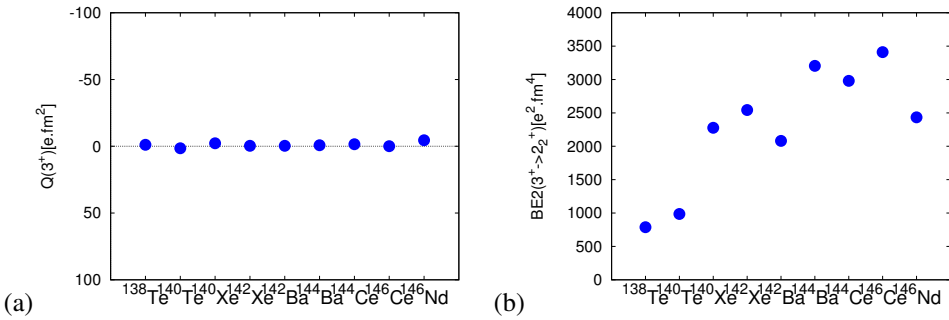 (a)
Q(3⁺)[e.fm²]
-100
-50
0
50
100
¹³⁸Te ¹⁴⁰Te ¹⁴⁰Xe ¹⁴²Xe ¹⁴²Ba ¹⁴⁴Ba ¹⁴⁴Ce ¹⁴⁶Ce ¹⁴⁶Nd
(b)
BE2(3⁺->2₂⁺)[e².fm⁴]
4000
3500
3000
2500
2000
1500
1000
500
0
¹³⁸Te ¹⁴⁰Te ¹⁴⁰Xe ¹⁴²Xe ¹⁴²Ba ¹⁴⁴Ba ¹⁴⁴Ce ¹⁴⁶Ce ¹⁴⁶Nd